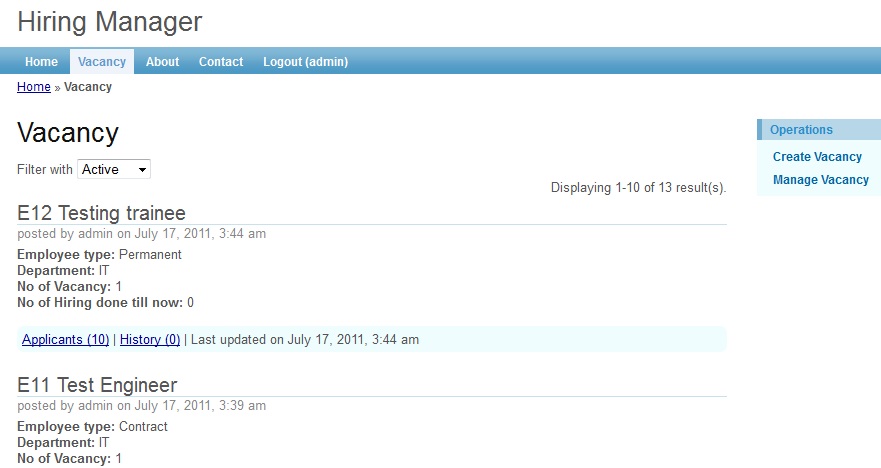 Hiring Manager
Home Vacancy About Contact Logout (admin)
Home » Vacancy
Vacancy
Filter with Active
Displaying 1-10 of 13 result(s).
E12 Testing trainee
posted by admin on July 17, 2011, 3:44 am
Employee type: Permanent
Department: IT
No of Vacancy: 1
No of Hiring done till now: 0
Applicants (10) | History (0) | Last updated on July 17, 2011, 3:44 am
E11 Test Engineer
posted by admin on July 17, 2011, 3:39 am
Employee type: Contract
Department: IT
No of Vacancy: 1
Operations
Create Vacancy
Manage Vacancy